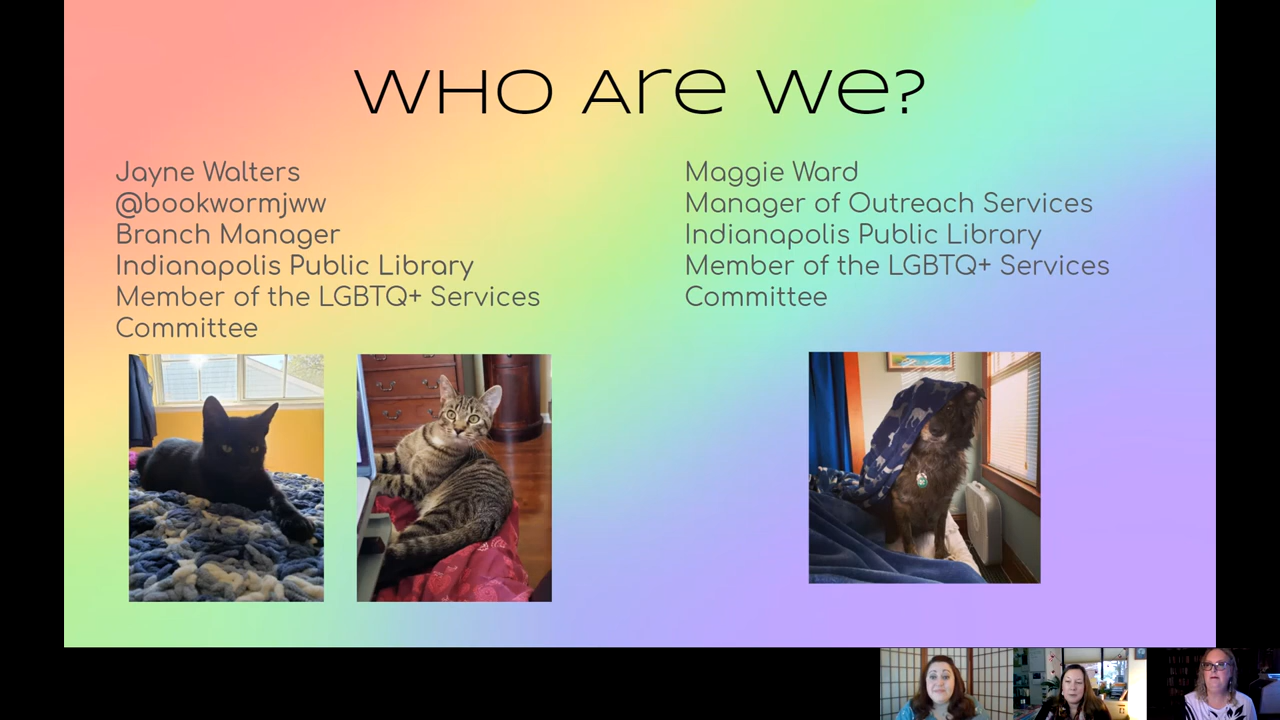 WHO Are We?
Jayne Walters
@bookwormjww
Branch Manager
Indianapolis Public Library
Member of the LGBTQ+ Services
Committee
Maggie Ward
Manager of Outreach Services
Indianapolis Public Library
Member of the LGBTQ+ Services
Committee